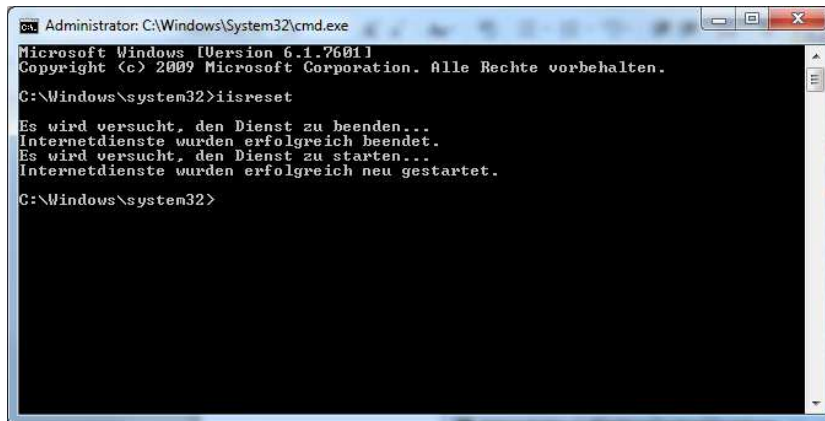 Administrator: C:\Windows\System32\cmd.exe
Microsoft Windows [Version 6.1.7601]
Copyright (c) 2009 Microsoft Corporation. Alle Rechte vorbehalten.
C:\Windows\system32>iisreset
Es wird versucht, den Dienst zu beenden...
Internetdienste wurden erfolgreich beendet.
Es wird versucht, den Dienst zu starten...
Internetdienste wurden erfolgreich neu gestartet.
C:\Windows\system32>